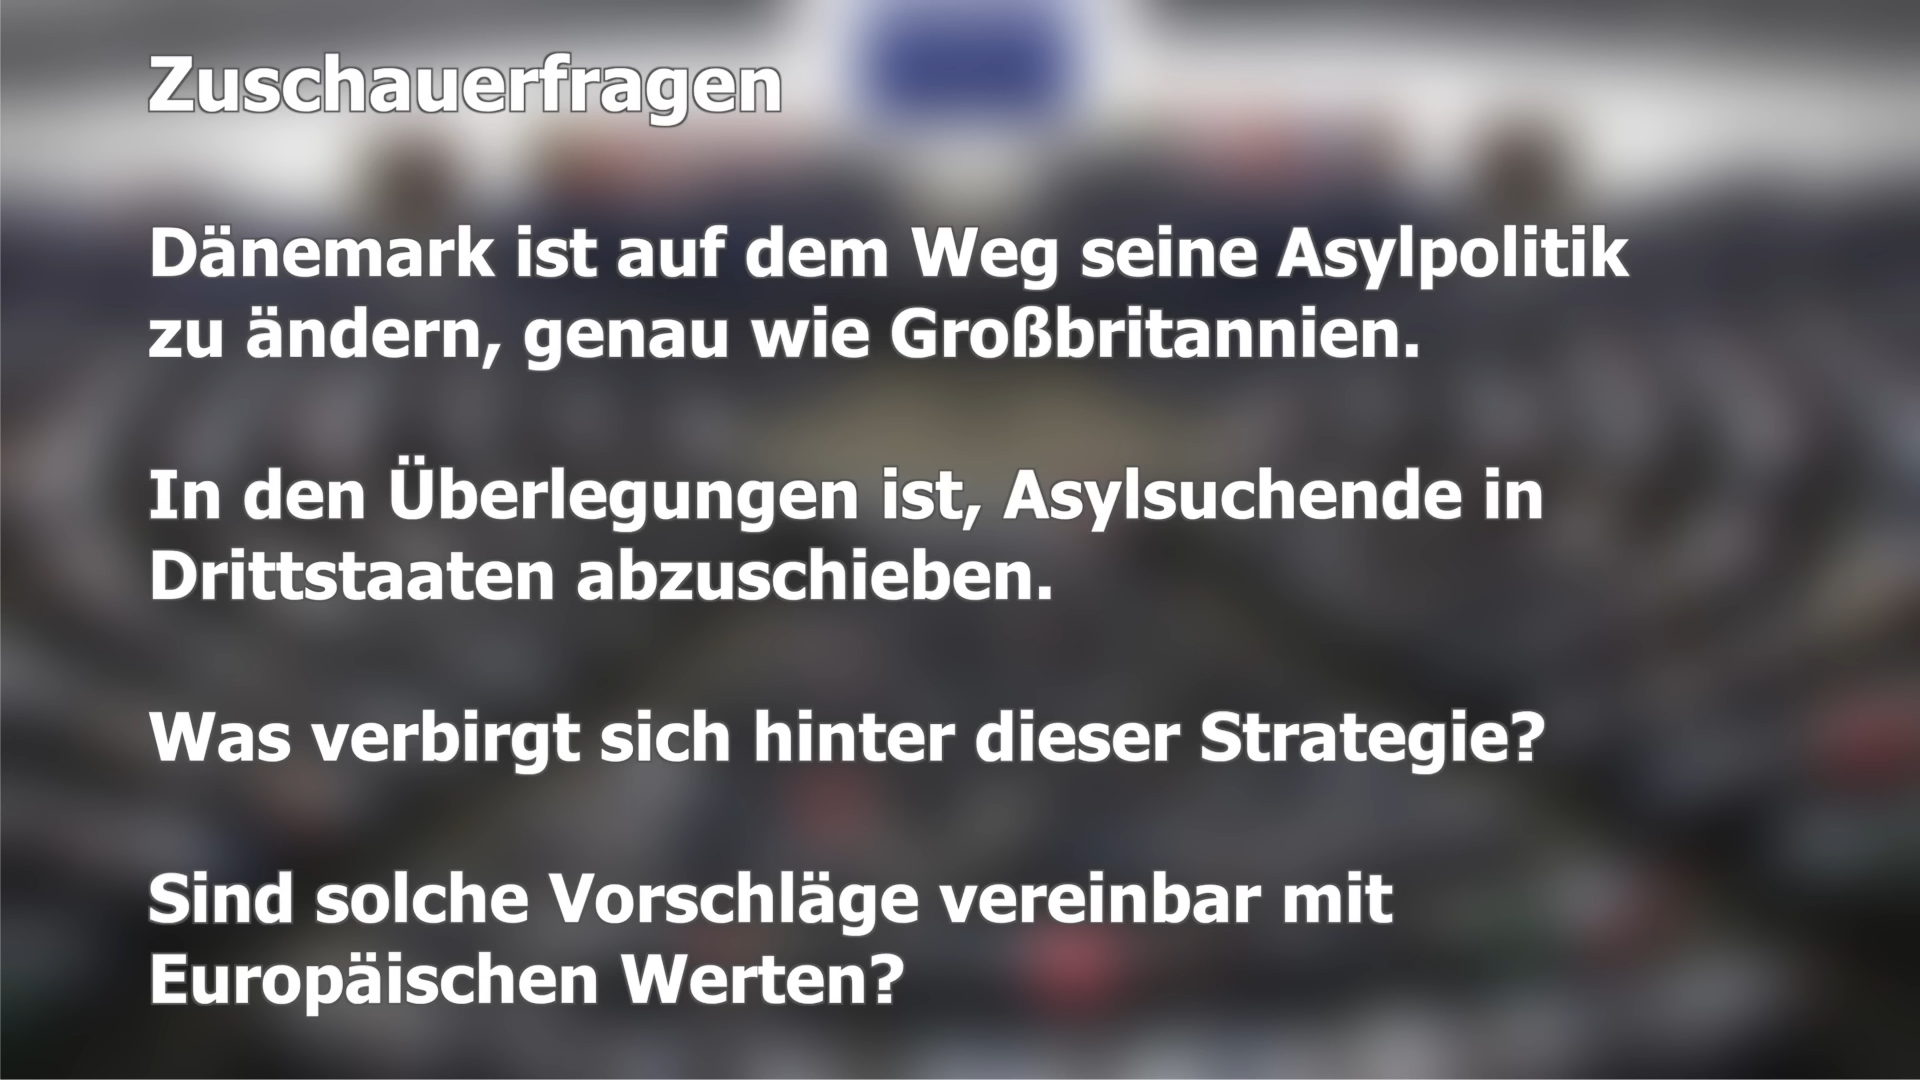 Zuschauerfragen
Dänemark ist auf dem Weg seine Asylpolitik
zu ändern, genau wie Großbritannien.
In den Überlegungen ist, Asylsuchende in
Drittstaaten abzuschieben.
Was verbirgt sich hinter dieser Strategie?
Sind solche Vorschläge vereinbar mit
Europäischen Werten?